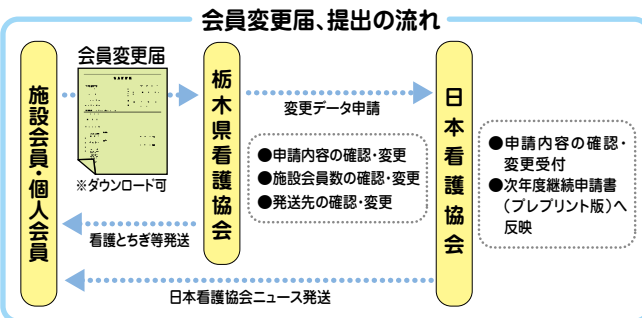 会員変更届、提出の流れ
施設会員・個人会員
会員変更届
※ダウンロード可
栃木県看護協会
変更データ申請
●申請内容の確認・変更
●施設会員数の確認・変更
●発送先の確認・変更
日本看護協会
●申請内容の確認・
変更受付
●次年度継続申請書
（プレプリント版）へ
反映
看護とちぎ等発送
日本看護協会ニュース発送